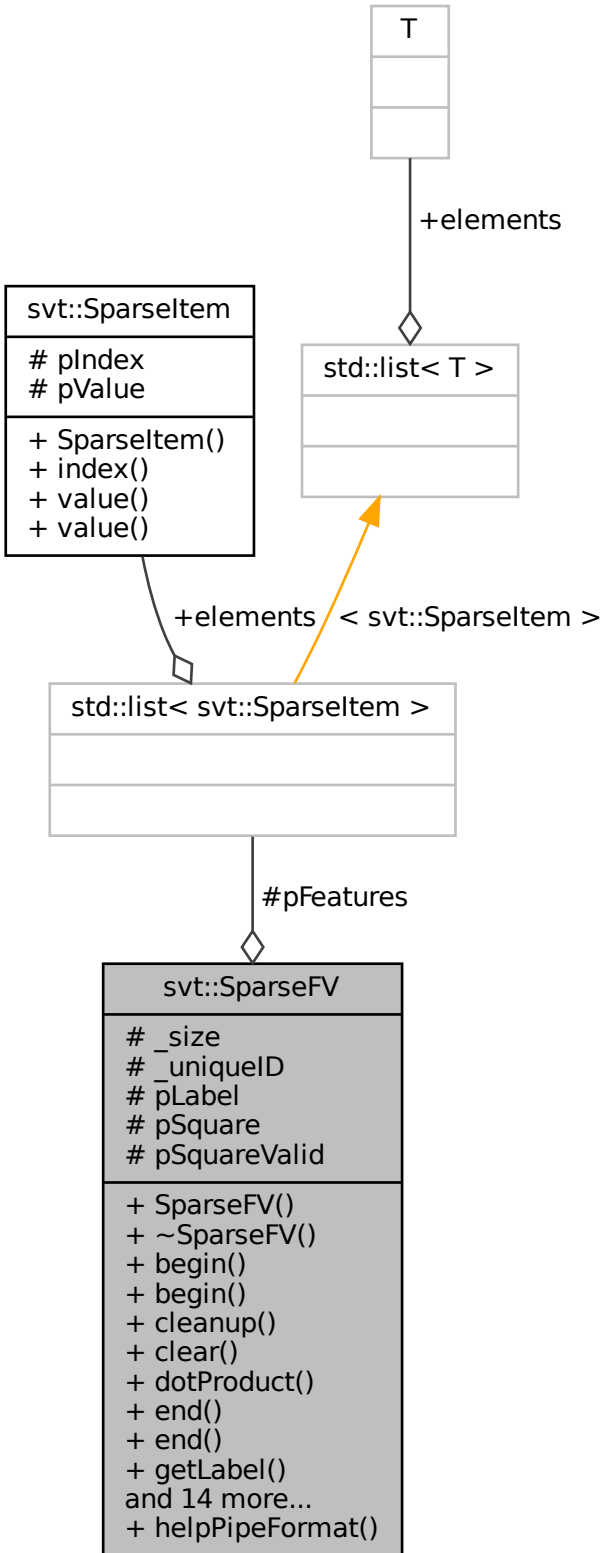 T
+elements
svt::SparseItem
# pIndex
# pValue
+ SparseItem()
+ index()
+ value()
+ value()
std::list< T >
+elements
< svt::SparseItem >
std::list< svt::SparseItem >
#pFeatures
svt::SparseFV
# _size
# _uniqueID
# pLabel
# pSquare
# pSquareValid
+ SparseFV()
+ ~SparseFV()
+ begin()
+ begin()
+ cleanup()
+ clear()
+ dotProduct()
+ end()
+ end()
+ getLabel()
and 14 more...
+ helpPipeFormat()